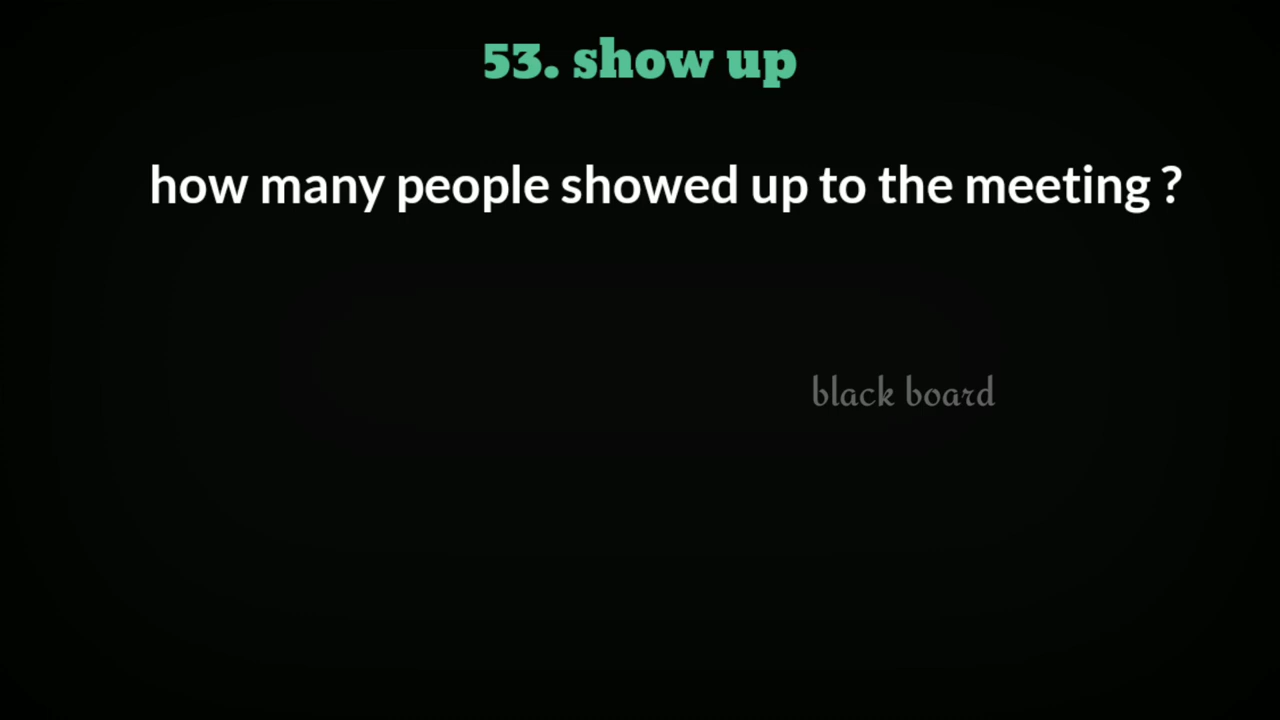 53. show up
how many people showed up to the meeting ?
black board